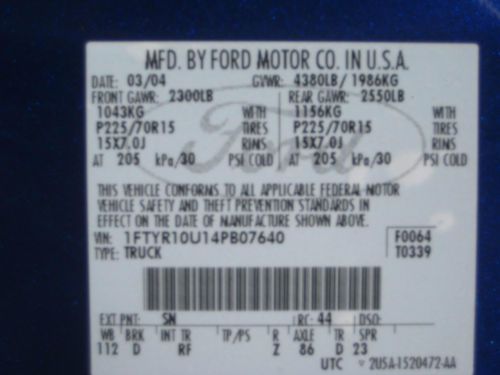 MFD. BY FORD MOTOR CO. IN U.S.A.
DATE: 03/04 GVWR: 4380LB/ 1986KG
FRONT GAWR: 2300LB REAR GAWR: 2550LB
1043KG WITH 1156KG WITH
P225/70R15 TIRES P225/70R15 TIRES
15X7.0J RIMS 15X7.0J RIMS
AT 205 kPa/30 PSI COLD AT 205 kPa/30 PSI COLD
Ford
THIS VEHICLE CONFORMS TO ALL APPLICABLE FEDERAL MOTOR
VEHICLE SAFETY AND THEFT PREVENTION STANDARDS IN
EFFECT ON THE DATE OF MANUFACTURE SHOWN ABOVE.
VIN: 1FTYR10U14PB07640 F0064
TYPE: TRUCK T0339
EXT PNT: SN RC: 44 DSO:
WB BRK INT TR TP/PS R AXLE TR SPR
112 D RF Z 86 D 23
UTC 2U5A-1520472-AA